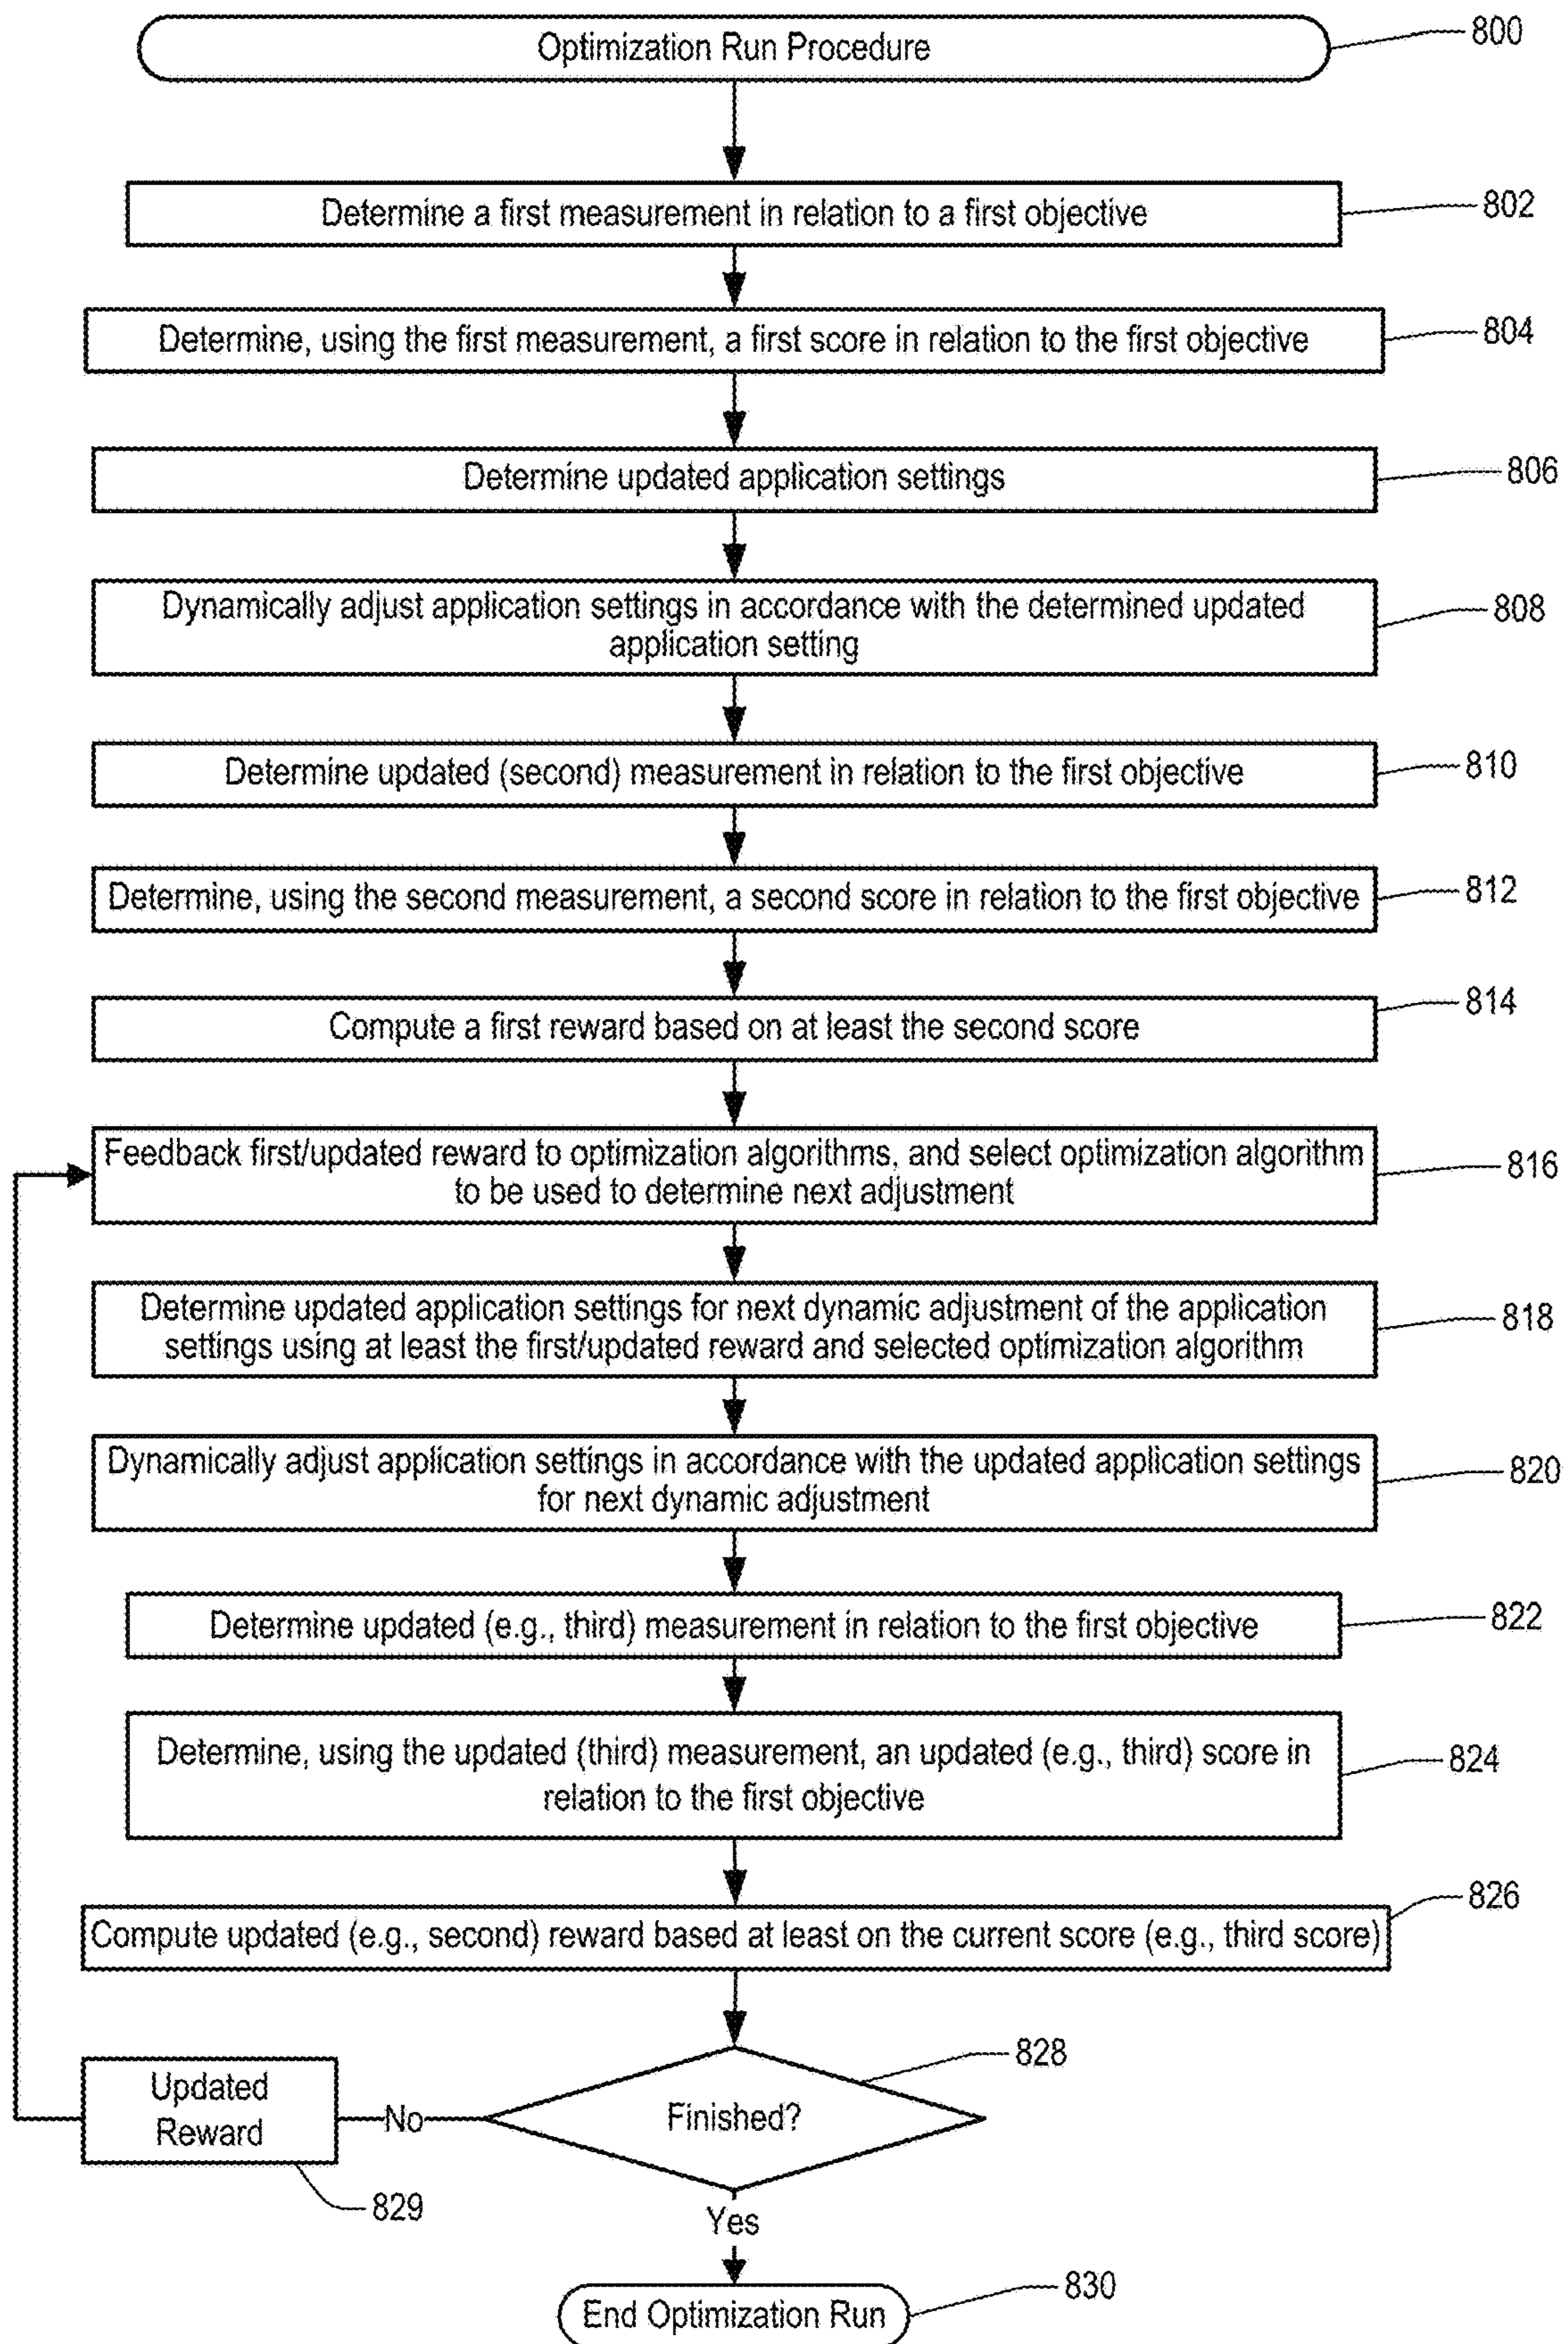 Optimization Run Procedure
800
Determine a first measurement in relation to a first objective
802
Determine, using the first measurement, a first score in relation to the first objective
804
Determine updated application settings
806
Dynamically adjust application settings in accordance with the determined updated
application setting
808
Determine updated (second) measurement in relation to the first objective
810
Determine, using the second measurement, a second score in relation to the first objective
812
Compute a first reward based on at least the second score
814
Feedback first/updated reward to optimization algorithms, and select optimization algorithm
to be used to determine next adjustment
816
Determine updated application settings for next dynamic adjustment of the application
settings using at least the first/updated reward and selected optimization algorithm
818
Dynamically adjust application settings in accordance with the updated application settings
for next dynamic adjustment
820
Determine updated (e.g., third) measurement in relation to the first objective
822
Determine, using the updated (third) measurement, an updated (e.g., third) score in
relation to the first objective
824
Compute updated (e.g., second) reward based at least on the current score (e.g., third score)
826
Finished?
828
No
Updated
Reward
829
Yes
End Optimization Run
830